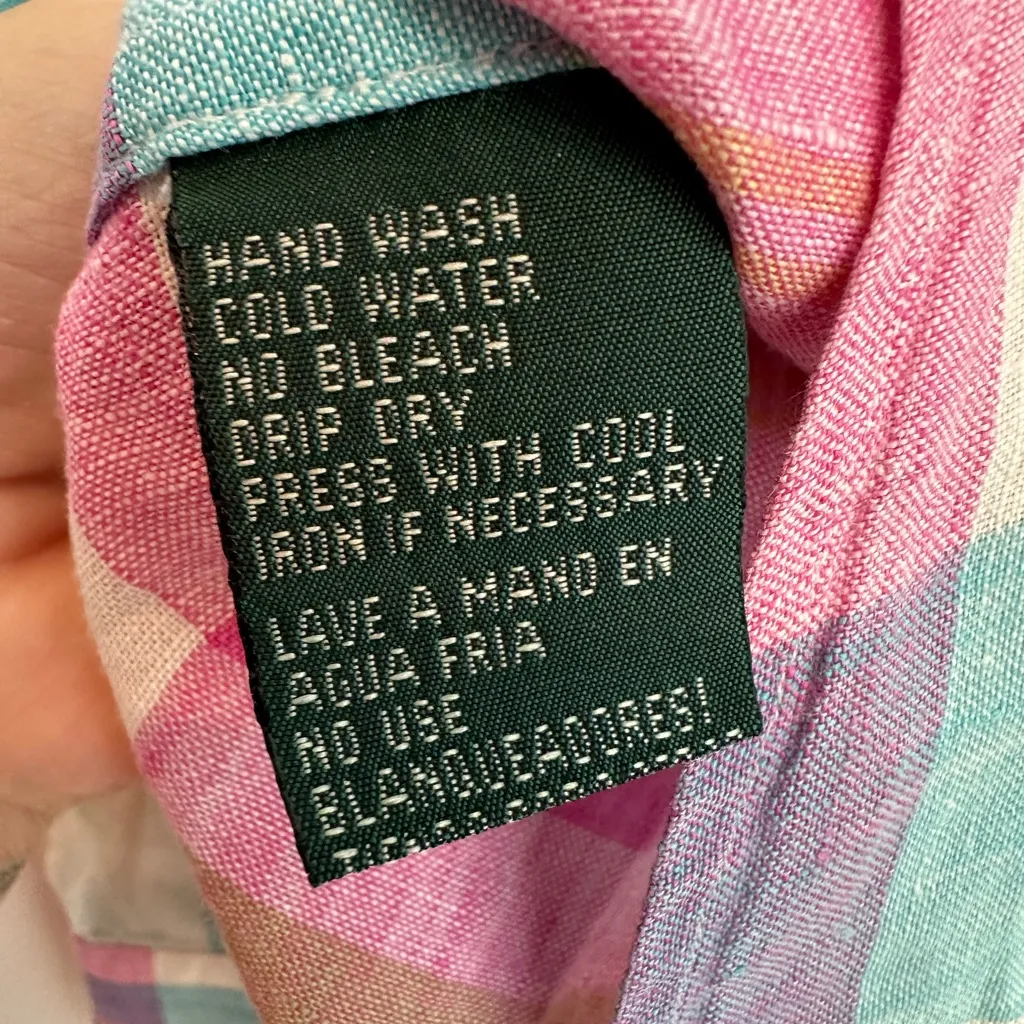 HAND WASH
COLD WATER
NO BLEACH
DRIP DRY
PRESS WITH COOL
IRON IF NECESSARY
LAVE A MANO EN
AGUA FRIA
NO USE
BLANQUEADORES!